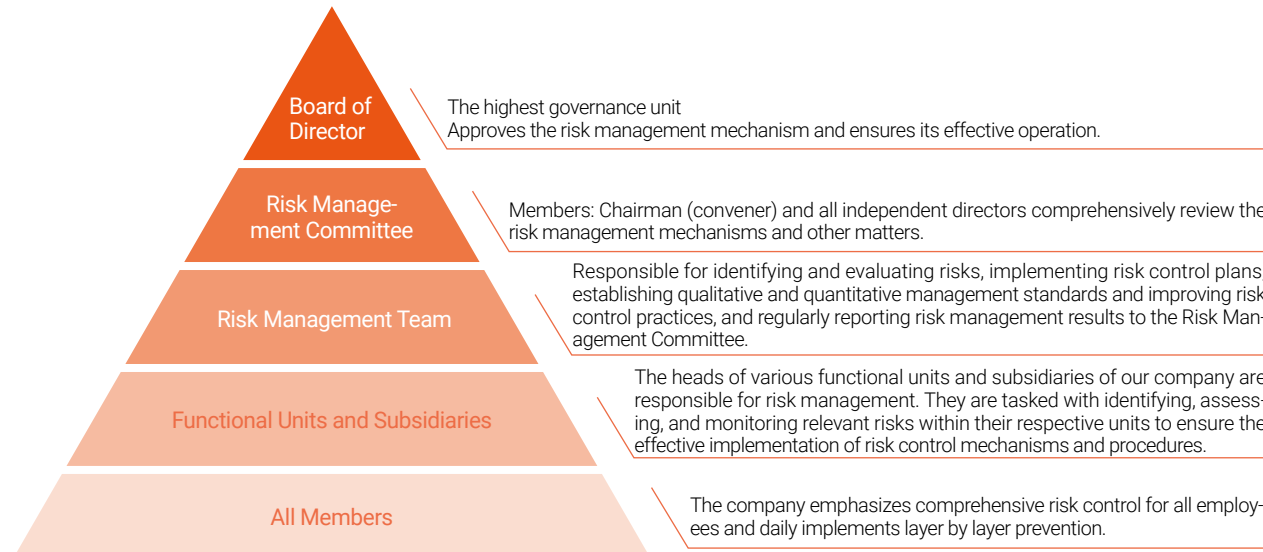 Board of
Director
The highest governance unit
Approves the risk management mechanism and ensures its effective operation.
Risk Manage-
ment Committee
Members: Chairman (convener) and all independent directors comprehensively review the
risk management mechanisms and other matters.
Risk Management Team
Responsible for identifying and evaluating risks, implementing risk control plans,
establishing qualitative and quantitative management standards and improving risk
control practices, and regularly reporting risk management results to the Risk Man-
agement Committee.
Functional Units and Subsidiaries
The heads of various functional units and subsidiaries of our company are
responsible for risk management. They are tasked with identifying, assess-
ing, and monitoring relevant risks within their respective units to ensure the
effective implementation of risk control mechanisms and procedures.
All Members
The company emphasizes comprehensive risk control for all employ-
ees and daily implements layer by layer prevention.